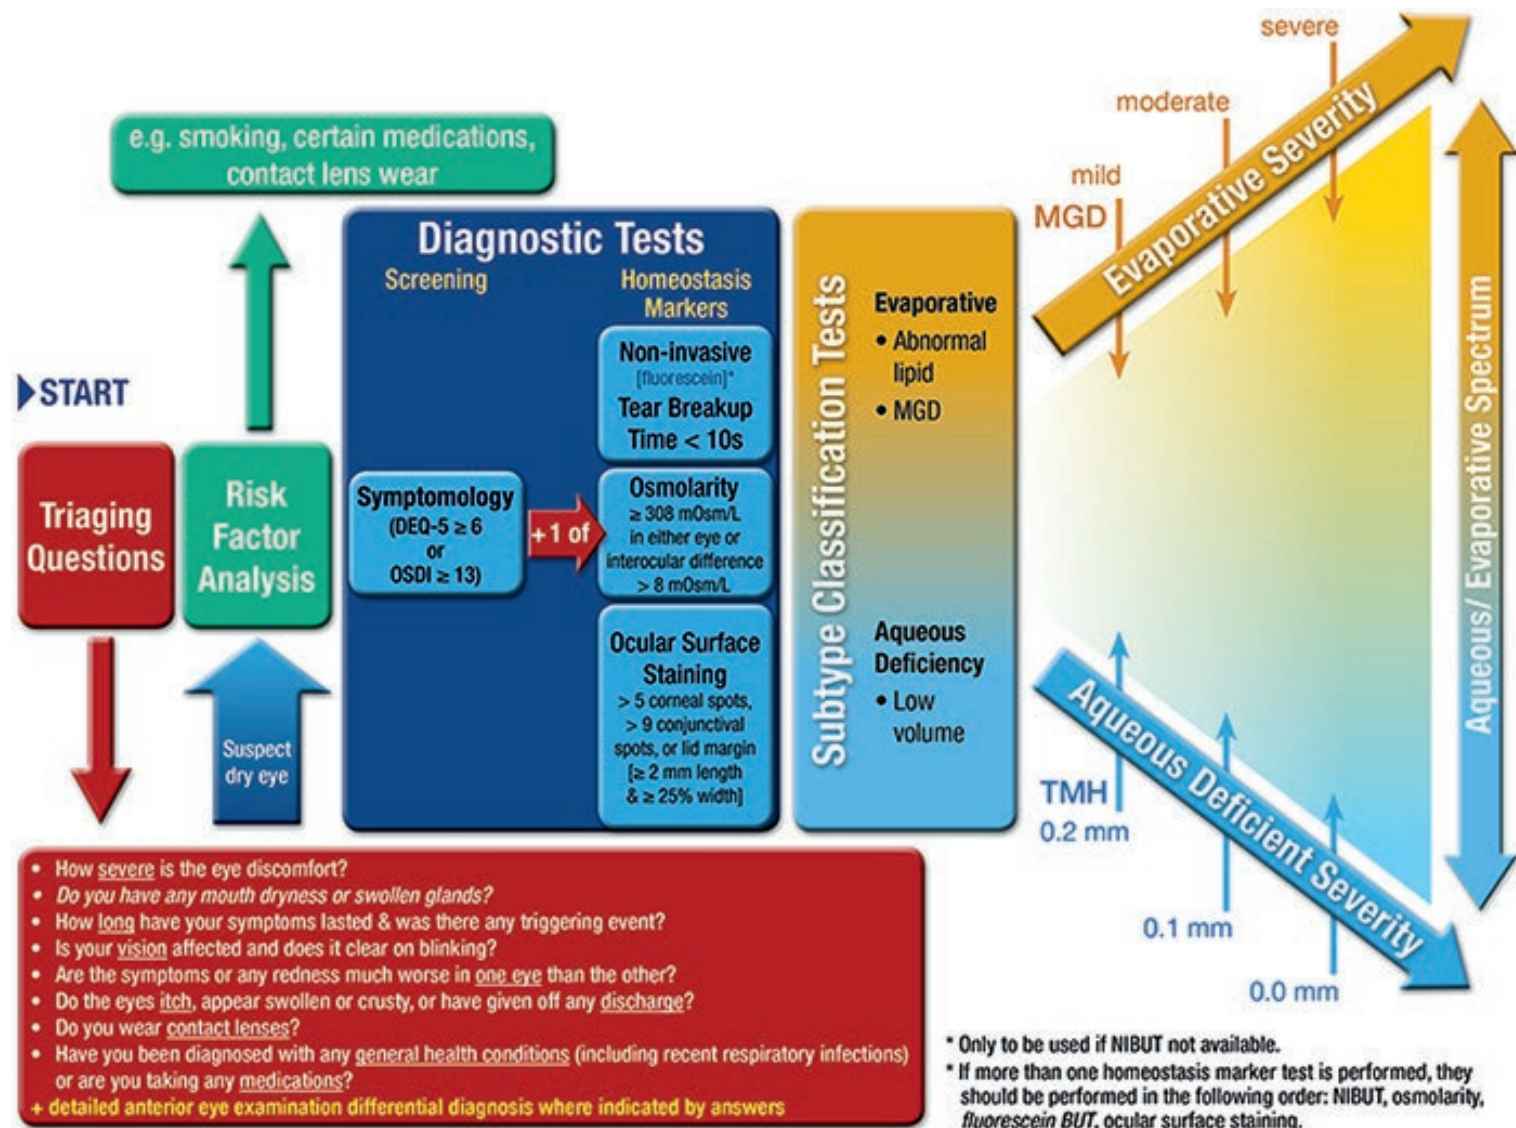 e.g. smoking, certain medications,
contact lens wear
START
Triaging
Questions
Risk
Factor
Analysis
Suspect
dry eye
Diagnostic Tests
Screening
Symptomology
(DEQ-5 ≥ 6
or
OSDI ≥ 13)
+1 of
Homeostasis
Markers
Non-invasive
[fluorescein]*
Tear Breakup
Time < 10s
Osmolarity
≥ 308 mOsm/L
in either eye or
interocular difference
> 8 mOsm/L
Ocular Surface
Staining
> 5 corneal spots,
> 9 conjunctival
spots, or lid margin
[≥ 2 mm length
& ≥ 25% width]
Subtype Classification Tests
Evaporative
• Abnormal
lipid
• MGD
Aqueous
Deficiency
• Low
volume
severe
moderate
mild
MGD
Evaporative Severity
Aqueous/ Evaporative Spectrum
Aqueous Deficient Severity
TMH
0.2 mm
0.1 mm
0.0 mm
• How severe is the eye discomfort?
• Do you have any mouth dryness or swollen glands?
• How long have your symptoms lasted & was there any triggering event?
• Is your vision affected and does it clear on blinking?
• Are the symptoms or any redness much worse in one eye than the other?
• Do the eyes itch, appear swollen or crusty, or have given off any discharge?
• Do you wear contact lenses?
• Have you been diagnosed with any general health conditions (including recent respiratory infections)
or are you taking any medications?
+ detailed anterior eye examination differential diagnosis where indicated by answers
* Only to be used if NIBUT not available.
* If more than one homeostasis marker test is performed, they
should be performed in the following order: NIBUT, osmolarity,
fluorescein BUT, ocular surface staining.